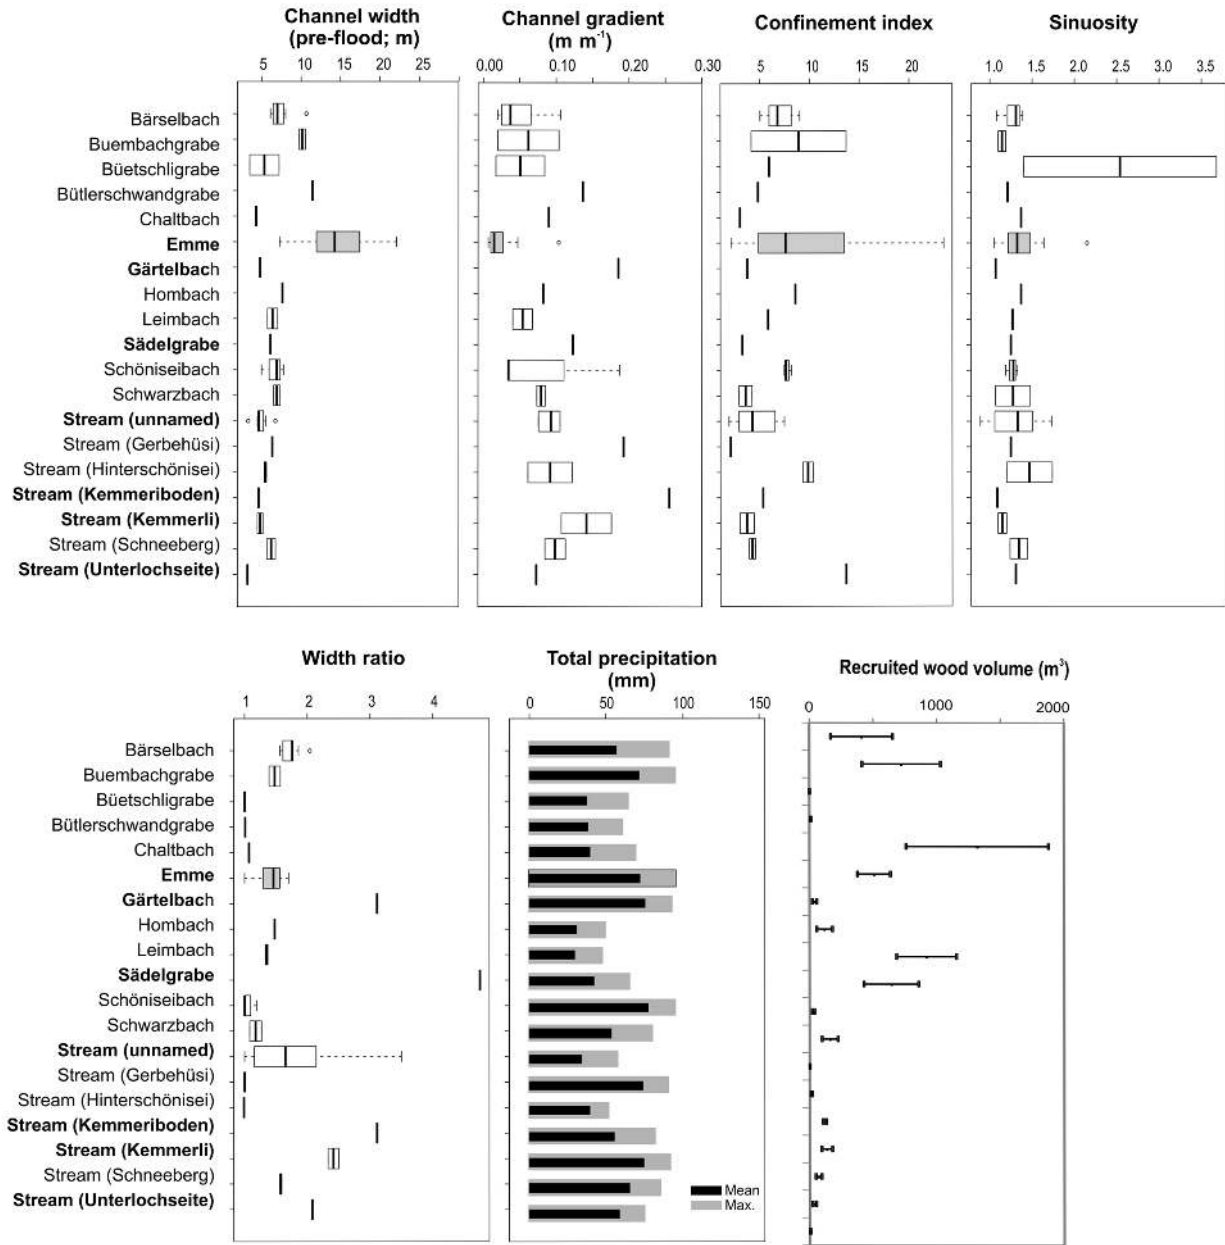 Channel width
(pre-flood; m)
Channel gradient
(m m⁻¹)
Confinement index
Sinuosity
5 10 15 20 25
0.00 0.10 0.20 0.30
5 10 15 20
1.0 1.5 2.0 2.5 3.0 3.5
Bärselbach
Buembachgrabe
Büetschligrabe
Bütlerschwandgrabe
Chaltbach
Emme
Gärtelbach
Hombach
Leimbach
Sädelgrabe
Schöniseibach
Schwarzbach
Stream (unnamed)
Stream (Gerbehüsi)
Stream (Hinterschönisei)
Stream (Kemmeriboden)
Stream (Kemmerli)
Stream (Schneeberg)
Stream (Unterlochseite)
Width ratio
Total precipitation
(mm)
Recruited wood volume (m³)
1 2 3 4
0 50 100 150
0 1000 2000
Bärselbach
Buembachgrabe
Büetschligrabe
Bütlerschwandgrabe
Chaltbach
Emme
Gärtelbach
Hombach
Leimbach
Sädelgrabe
Schöniseibach
Schwarzbach
Stream (unnamed)
Stream (Gerbehüsi)
Stream (Hinterschönisei)
Stream (Kemmeriboden)
Stream (Kemmerli)
Stream (Schneeberg)
Stream (Unterlochseite)
Mean
Max.